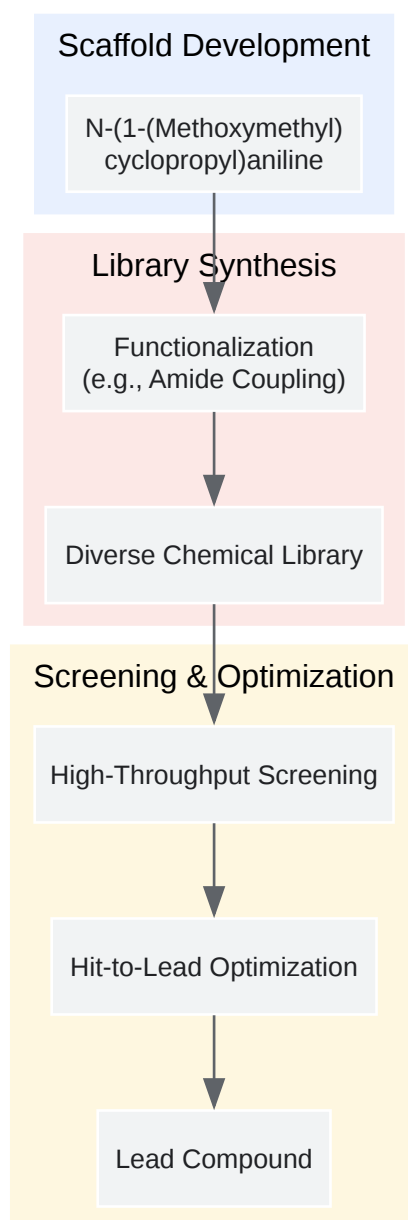 Scaffold Development
N-(1-(Methoxymethyl)
cyclopropyl)aniline
Library Synthesis
Functionalization
(e.g., Amide Coupling)
Diverse Chemical Library
Screening & Optimization
High-Throughput Screening
Hit-to-Lead Optimization
Lead Compound